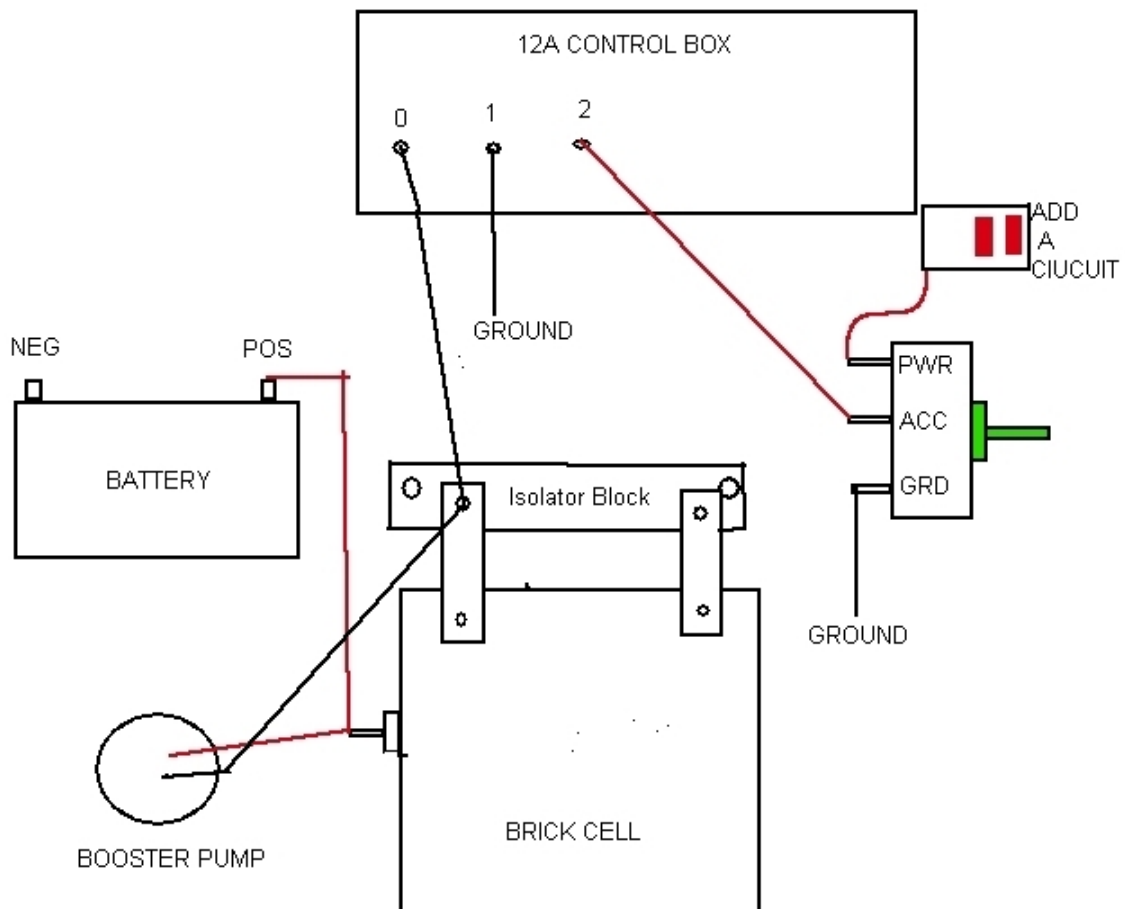 12A CONTROL BOX
0
1
2
ADD
A
CIUCUIT
GROUND
NEG
POS
PWR
ACC
GRD
BATTERY
Isolator Block
GROUND
BRICK CELL
BOOSTER PUMP